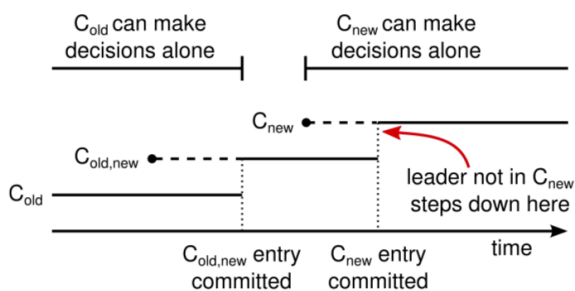 C_old can make
decisions alone
C_new can make
decisions alone
C_new
C_old,new
C_old
leader not in C_new
steps down here
time
C_old,new entry
committed
C_new entry
committed